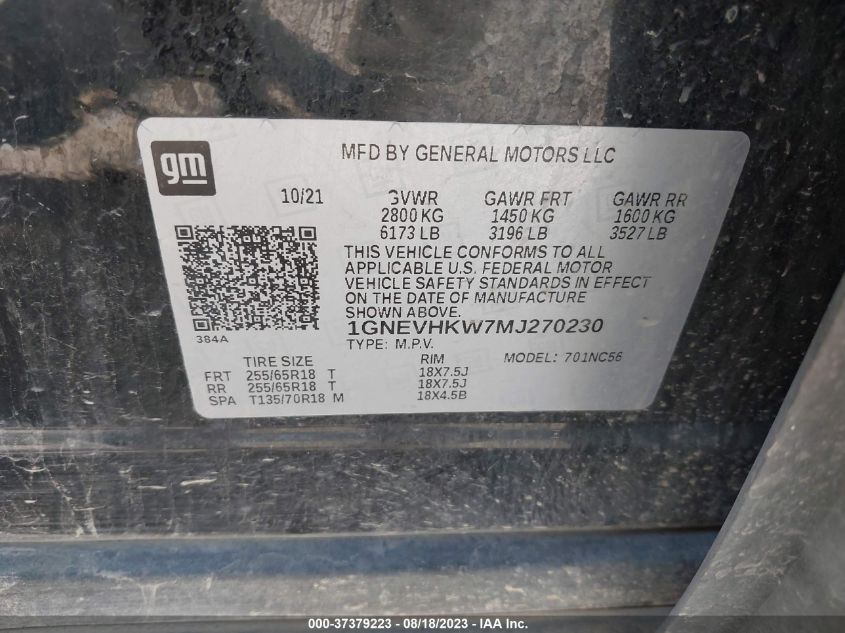 gm
MFD BY GENERAL MOTORS LLC
10/21 GVWR GAWR FRT GAWR RR
2800 KG 1450 KG 1600 KG
6173 LB 3196 LB 3527 LB
THIS VEHICLE CONFORMS TO ALL
APPLICABLE U.S. FEDERAL MOTOR
VEHICLE SAFETY STANDARDS IN EFFECT
ON THE DATE OF MANUFACTURE
SHOWN ABOVE.
384A
1GNEVHKW7MJ270230
TYPE: M.P.V. MODEL: 701NC56
TIRE SIZE RIM
FRT 255/65R18 T 18X7.5J
RR 255/65R18 T 18X7.5J
SPA T135/70R18 M 18X4.5B
000-37379223 - 08/18/2023 - IAA Inc.